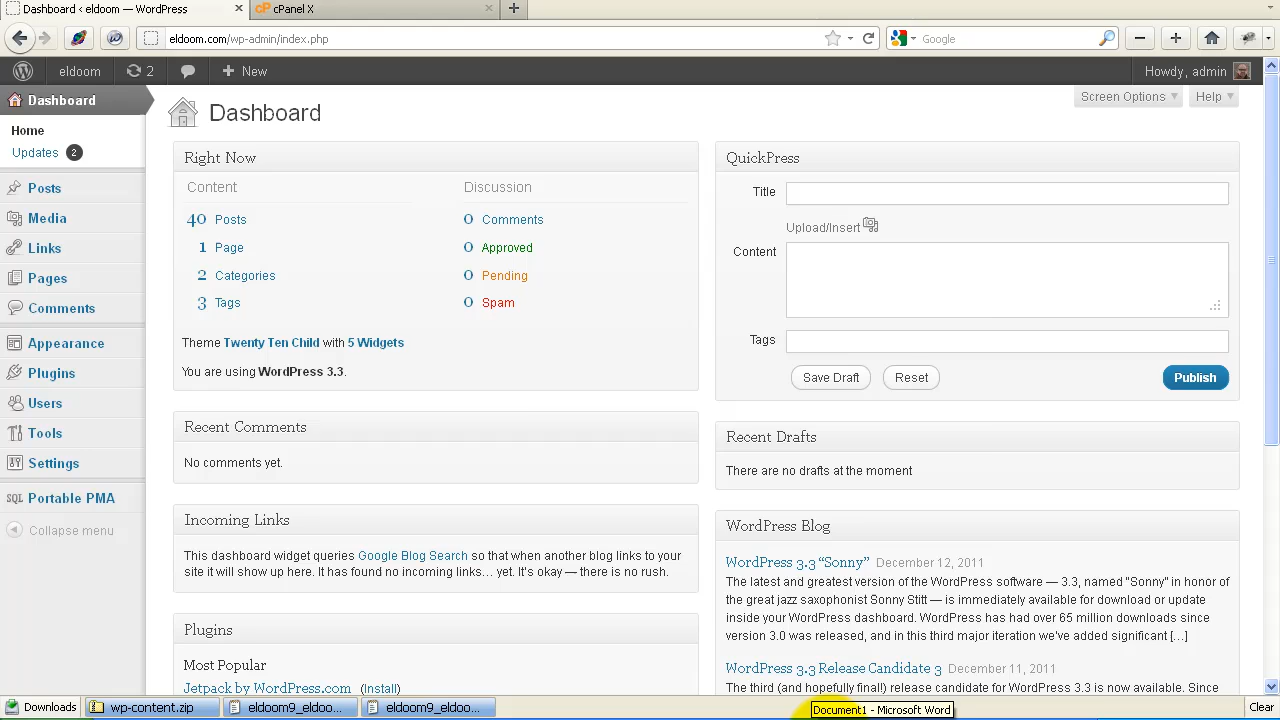 Dashboard ‹ eldoom — WordPress
cPanel X
eldoom.com/wp-admin/index.php
Google
eldoom
2
New
Howdy, admin
Dashboard
Home
Updates 2
Posts
Media
Links
Pages
Comments
Appearance
Plugins
Users
Tools
Settings
SQL Portable PMA
Collapse menu
Screen Options
Help
Dashboard
Right Now
Content
Discussion
40 Posts
0 Comments
1 Page
0 Approved
2 Categories
0 Pending
3 Tags
0 Spam
Theme Twenty Ten Child with 5 Widgets
You are using WordPress 3.3.
Recent Comments
No comments yet.
Incoming Links
This dashboard widget queries Google Blog Search so that when another blog links to your
site it will show up here. It has found no incoming links… yet. It's okay — there is no rush.
Plugins
Most Popular
Jetpack by WordPress.com (Install)
QuickPress
Title
Upload/Insert
Content
Tags
Save Draft
Reset
Publish
Recent Drafts
There are no drafts at the moment
WordPress Blog
WordPress 3.3 “Sonny” December 12, 2011
The latest and greatest version of the WordPress software — 3.3, named "Sonny" in honor of
the great jazz saxophonist Sonny Stitt — is immediately available for download or update
inside your WordPress dashboard. WordPress has had over 65 million downloads since
version 3.0 was released, and in this third major iteration we've added significant […]
WordPress 3.3 Release Candidate 3 December 11, 2011
The third (and hopefully final!) release candidate for WordPress 3.3 is now available. Since
Downloads
wp-content.zip
eldoom9_eldoo...
eldoom9_eldoo...
Document1 - Microsoft Word
Clear